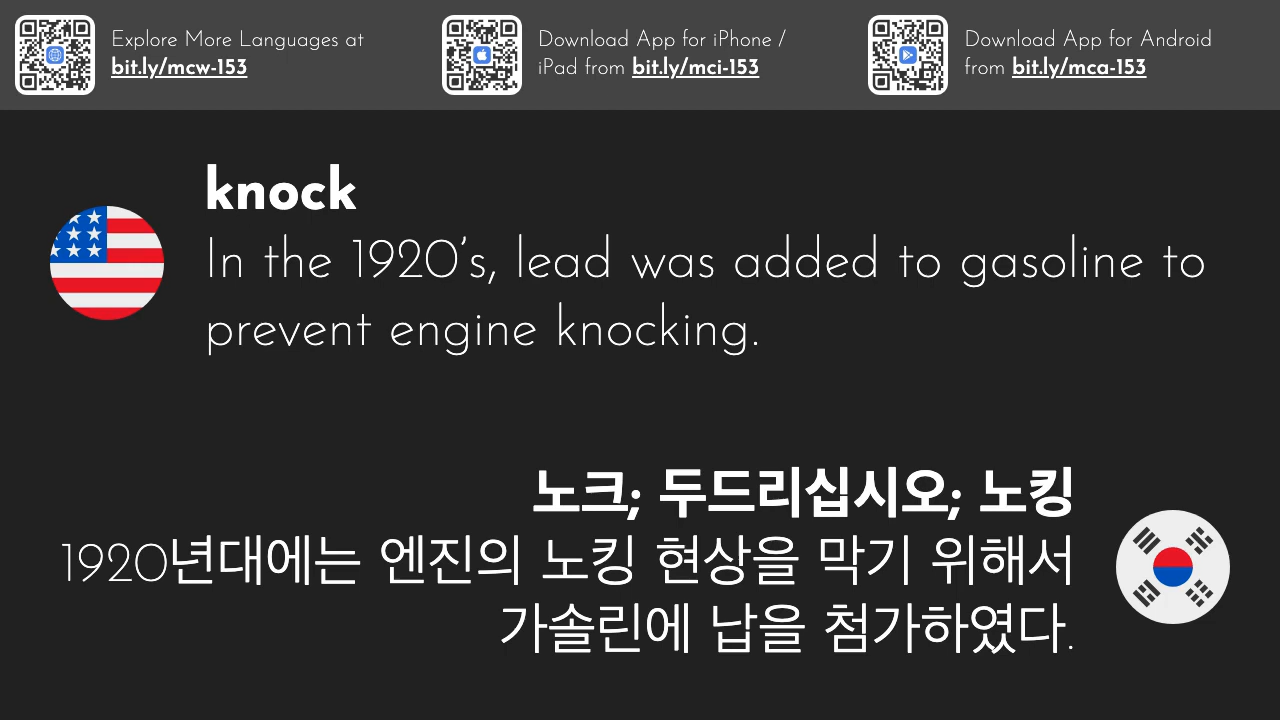 Explore More Languages at
bit.ly/mcw-153
Download App for iPhone /
iPad from bit.ly/mci-153
Download App for Android
from bit.ly/mca-153
knock
In the 1920's, lead was added to gasoline to
prevent engine knocking.
노크; 두드리십시오; 노킹
1920년대에는 엔진의 노킹 현상을 막기 위해서
가솔린에 납을 첨가하였다.